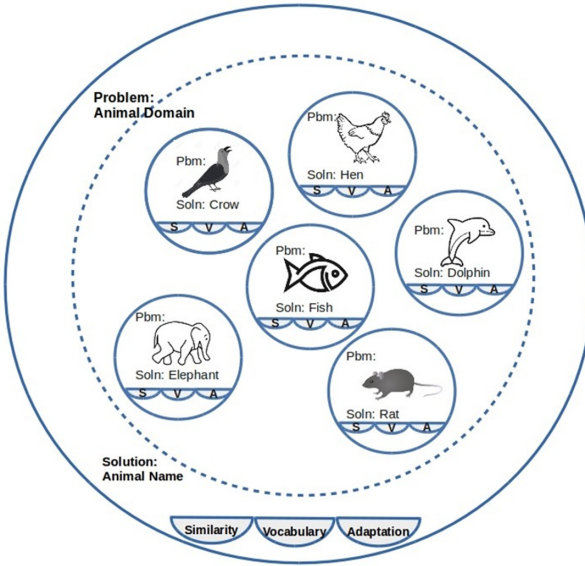 Problem:
Animal Domain
Pbm:
Soln: Hen
S V A
Pbm:
Soln: Crow
S V A
Pbm:
Soln: Dolphin
S V A
Pbm:
Soln: Fish
S V A
Pbm:
Soln: Elephant
S V A
Pbm:
Soln: Rat
S V A
Solution:
Animal Name
Similarity Vocabulary Adaptation